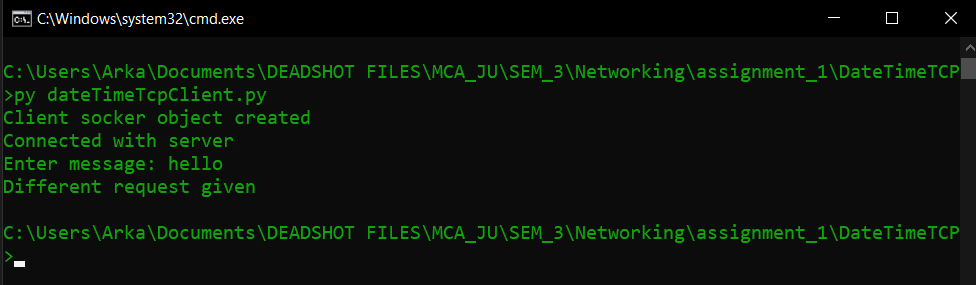 C:\Windows\system32\cmd.exe
C:\Users\Arka\Documents\DEADSHOT FILES\MCA_JU\SEM_3\Networking\assignment_1\DateTimeTCP
>py dateTimeTcpClient.py
Client socker object created
Connected with server
Enter message: hello
Different request given
C:\Users\Arka\Documents\DEADSHOT FILES\MCA_JU\SEM_3\Networking\assignment_1\DateTimeTCP
>